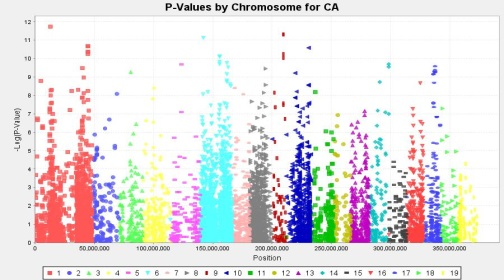 P-Values by Chromosome for CA
12
11
10
9
8
7
6
5
4
3
2
1
0
-Log(P-Value)
0 50,000,000 100,000,000 150,000,000 200,000,000 250,000,000 300,000,000 350,000,000
Position
1 2 3 4 5 6 7 8 9 10 11 12 13 14 15 16 17 18 19